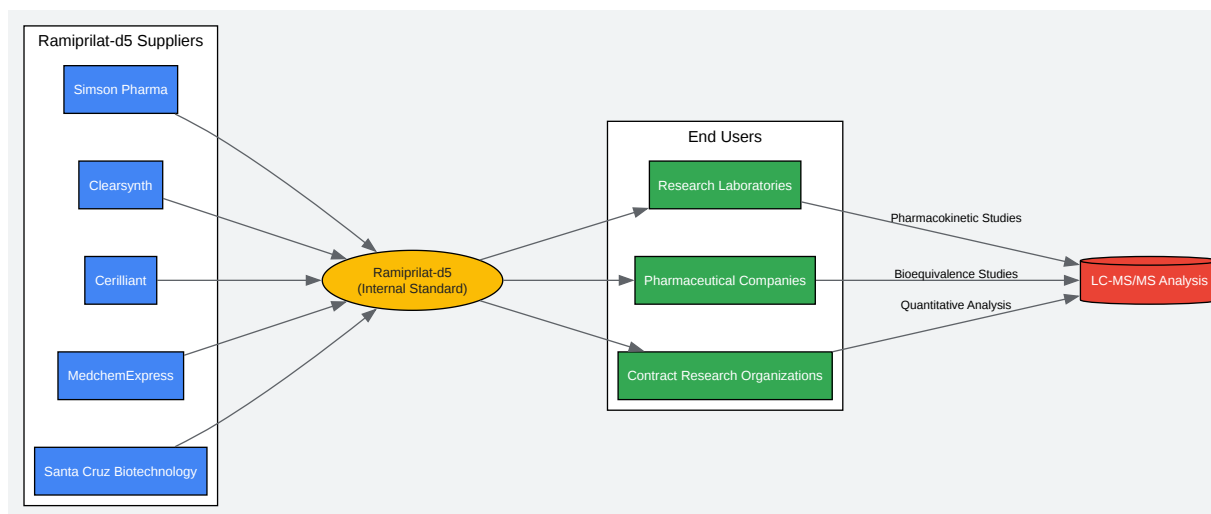 Ramiprilat-d5 Suppliers
Simson Pharma
Clearsynth
Cerilliant
MedchemExpress
Santa Cruz Biotechnology
Ramiprilat-d5
(Internal Standard)
End Users
Research Laboratories
Pharmaceutical Companies
Contract Research Organizations
Pharmacokinetic Studies
Bioequivalence Studies
Quantitative Analysis
LC-MS/MS Analysis